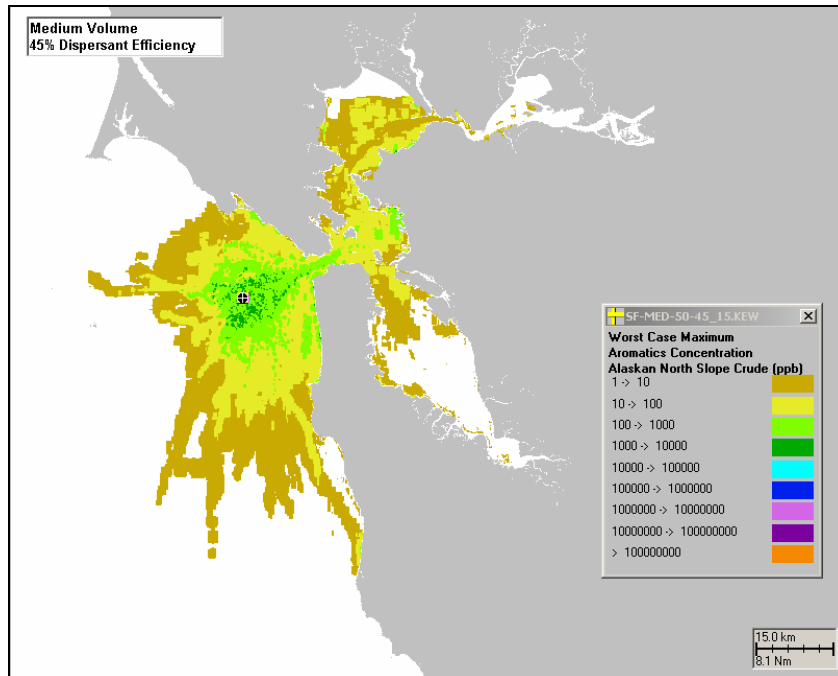 Medium Volume
45% Dispersant Efficiency
SF-MED-50-45_15.KEW
Worst Case Maximum
Aromatics Concentration
Alaskan North Slope Crude (ppb)
1 -> 10
10 -> 100
100 -> 1000
1000 -> 10000
10000 -> 100000
100000 -> 1000000
1000000 -> 10000000
10000000 -> 100000000
> 100000000
15.0 km
8.1 Nm